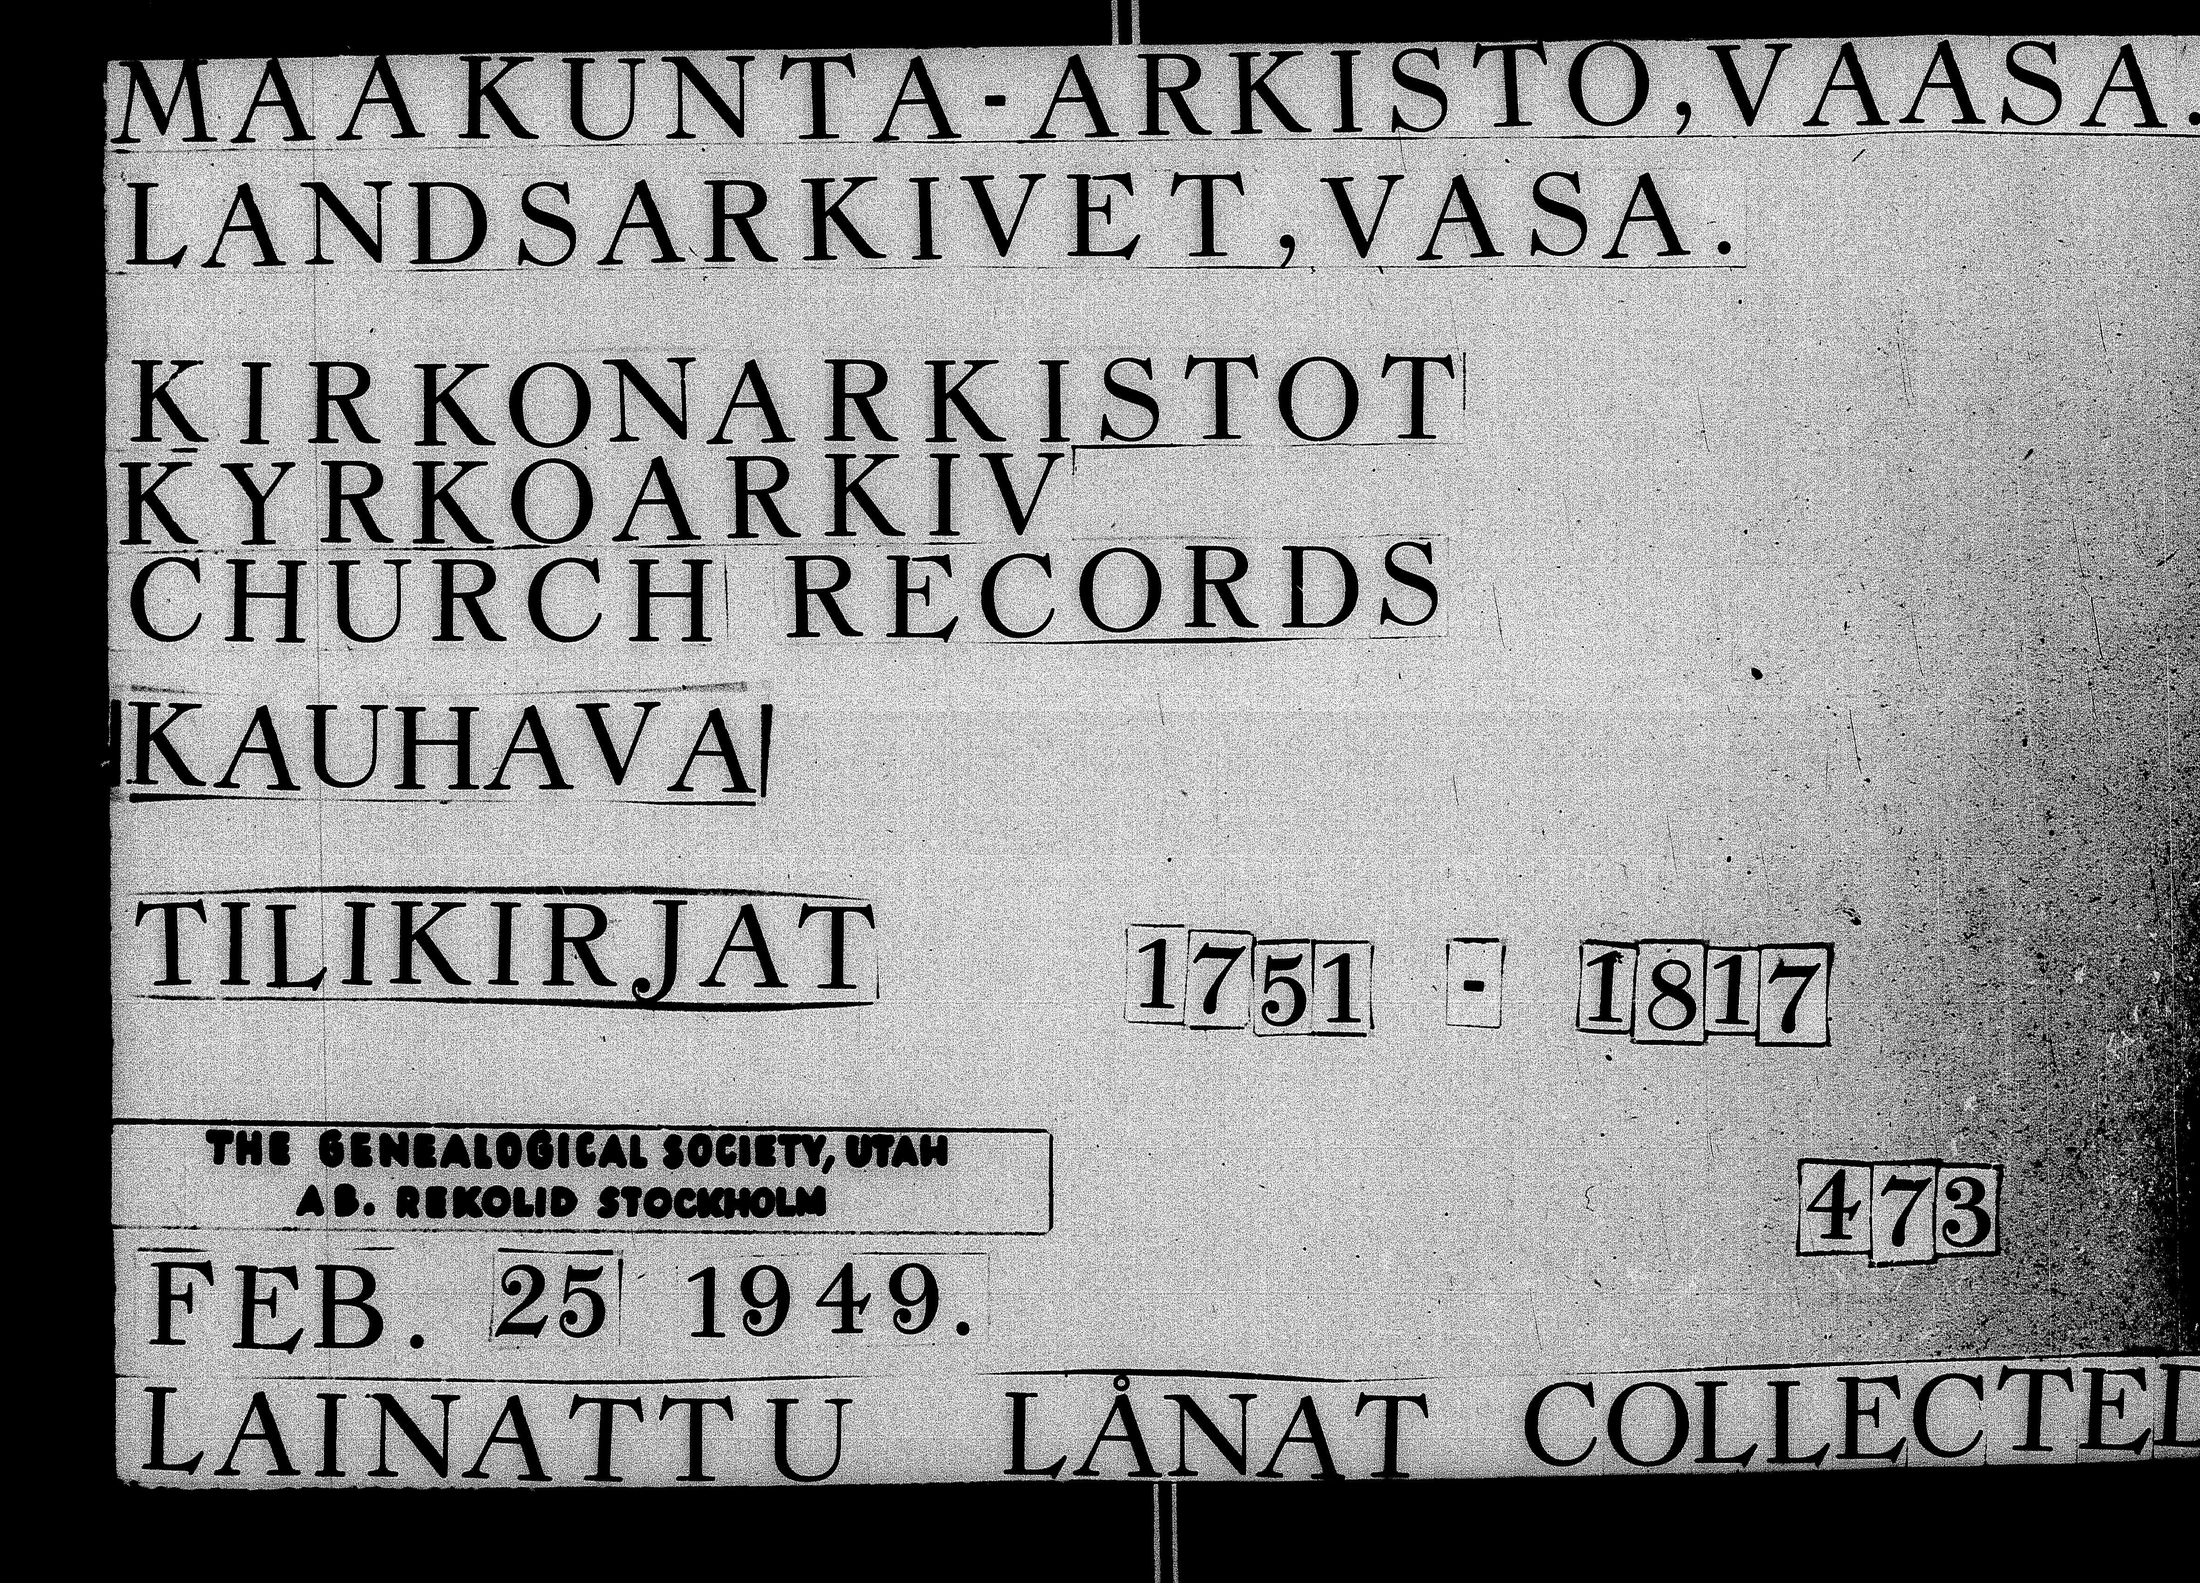 MAAKUNTA-ARKISTO, VAASA.
LANDSARKIVET, VASA.
KIRKONARKISTOT
KYRKOARKIV
CHURCH RECORDS
KAUHAVA
TILIKIRJAT 1751 - 1817
THE GENEALOGICAL SOCIETY, UTAH
AB. REKOLID STOCKHOLM
473
FEB. 25 1949.
LAINATTU LÅNAT COLLECTED